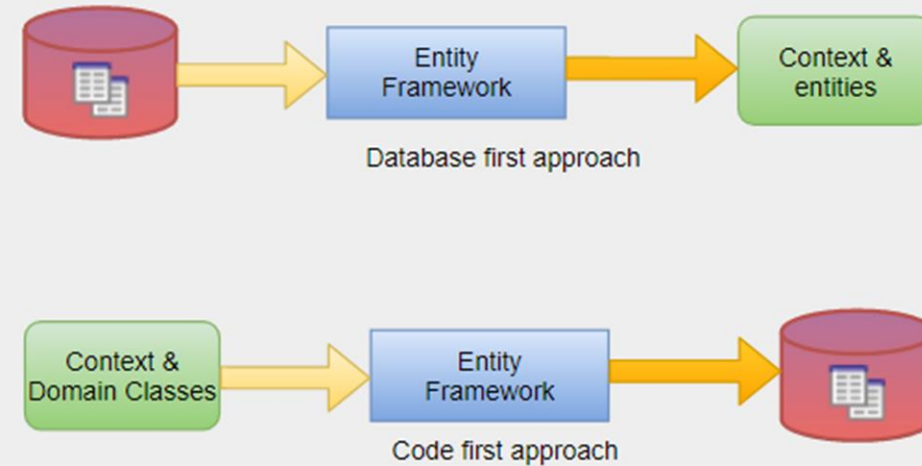 Entity
Framework
Context &
entities
Database first approach
Context &
Domain Classes
Entity
Framework
Code first approach